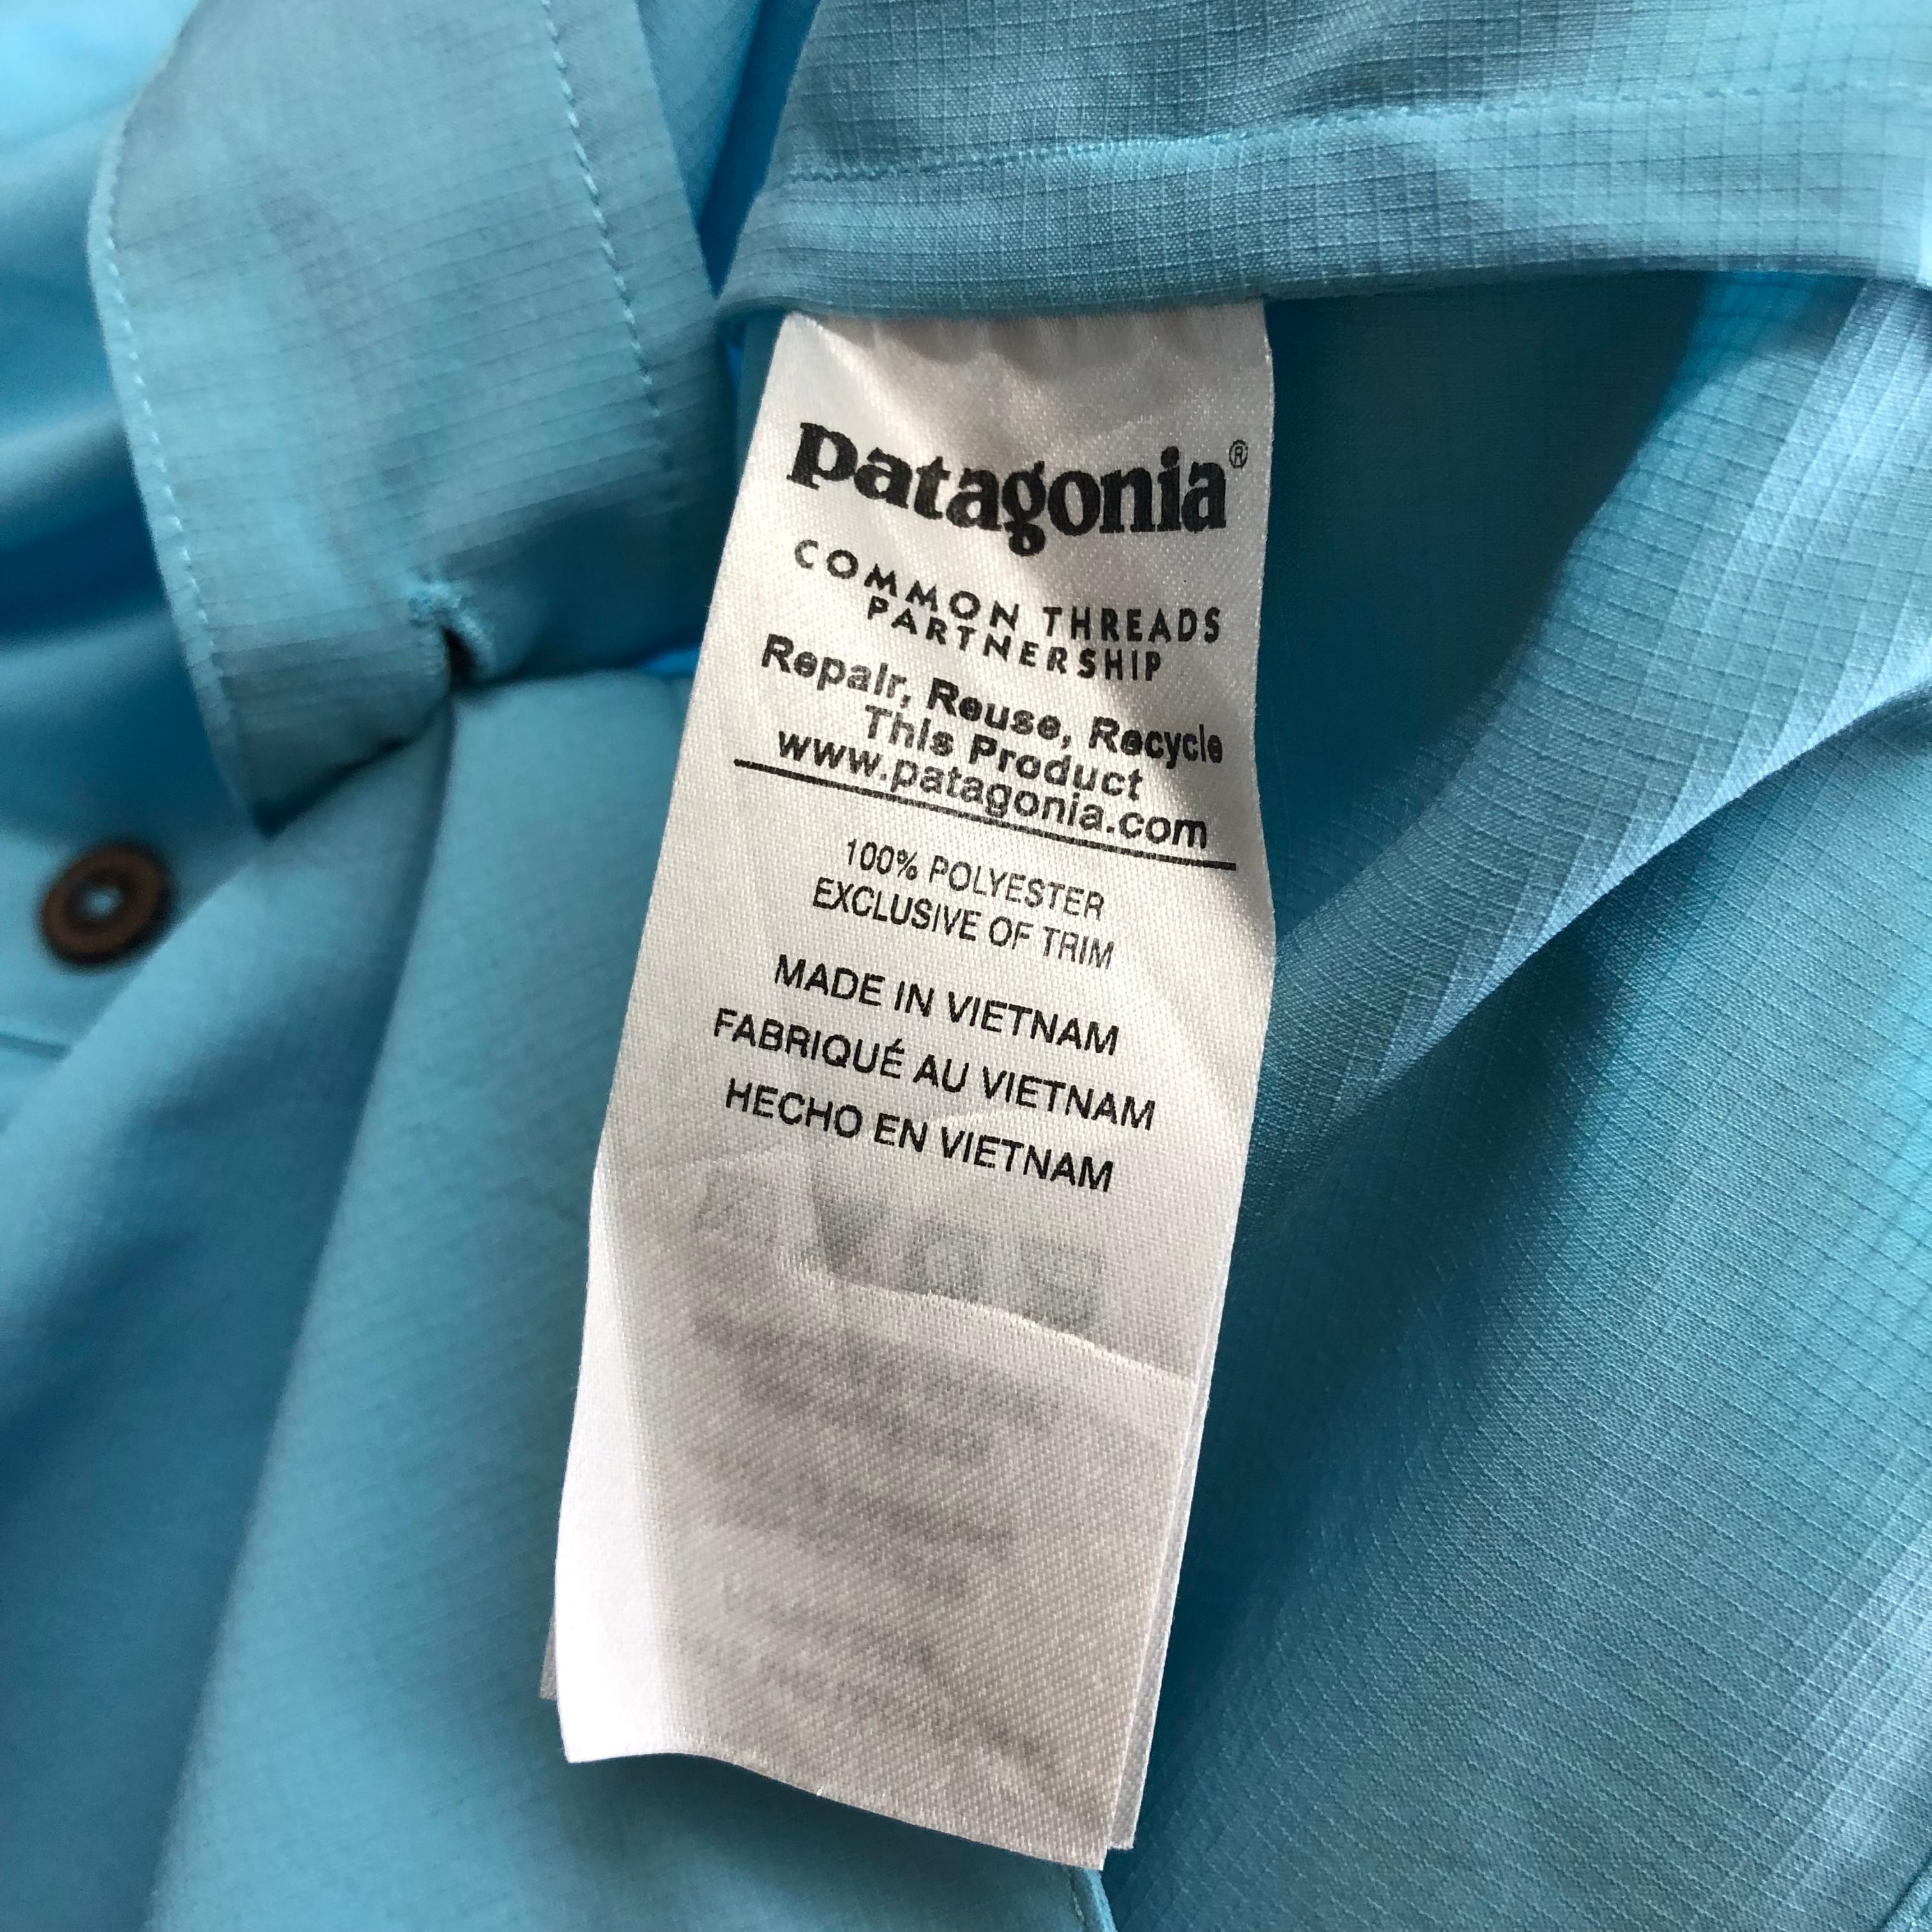 patagonia®
COMMON THREADS
PARTNERSHIP
Repair, Reuse, Recycle
This Product
www.patagonia.com
100% POLYESTER
EXCLUSIVE OF TRIM
MADE IN VIETNAM
FABRIQUÉ AU VIETNAM
HECHO EN VIETNAM